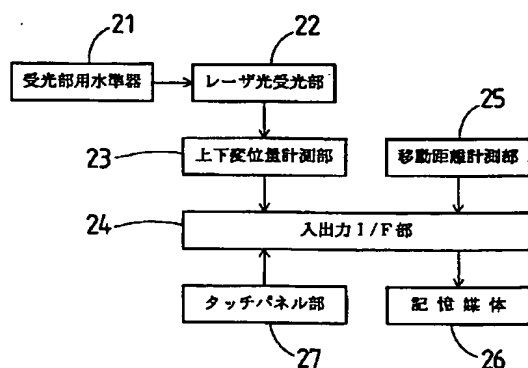 21
22
受光部用水準器
レーザ光受光部
25
23
上下変位量計測部
移動距離計測部
24
入出力I/F部
タッチパネル部
記憶媒体
27
26